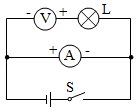 - V + L
+ A -
S